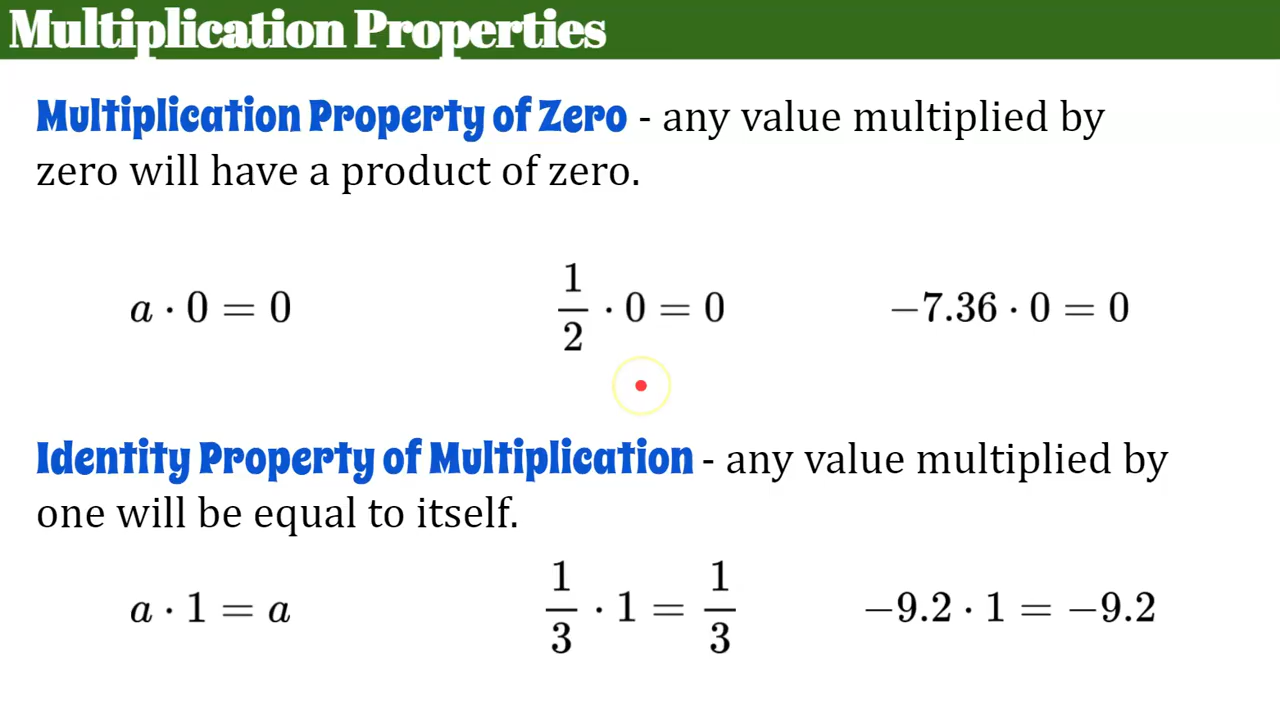 Multiplication Properties
Multiplication Property of Zero - any value multiplied by
zero will have a product of zero.
a · 0 = 0
1/2 · 0 = 0
−7.36 · 0 = 0
Identity Property of Multiplication - any value multiplied by
one will be equal to itself.
a · 1 = a
1/3 · 1 = 1/3
−9.2 · 1 = −9.2